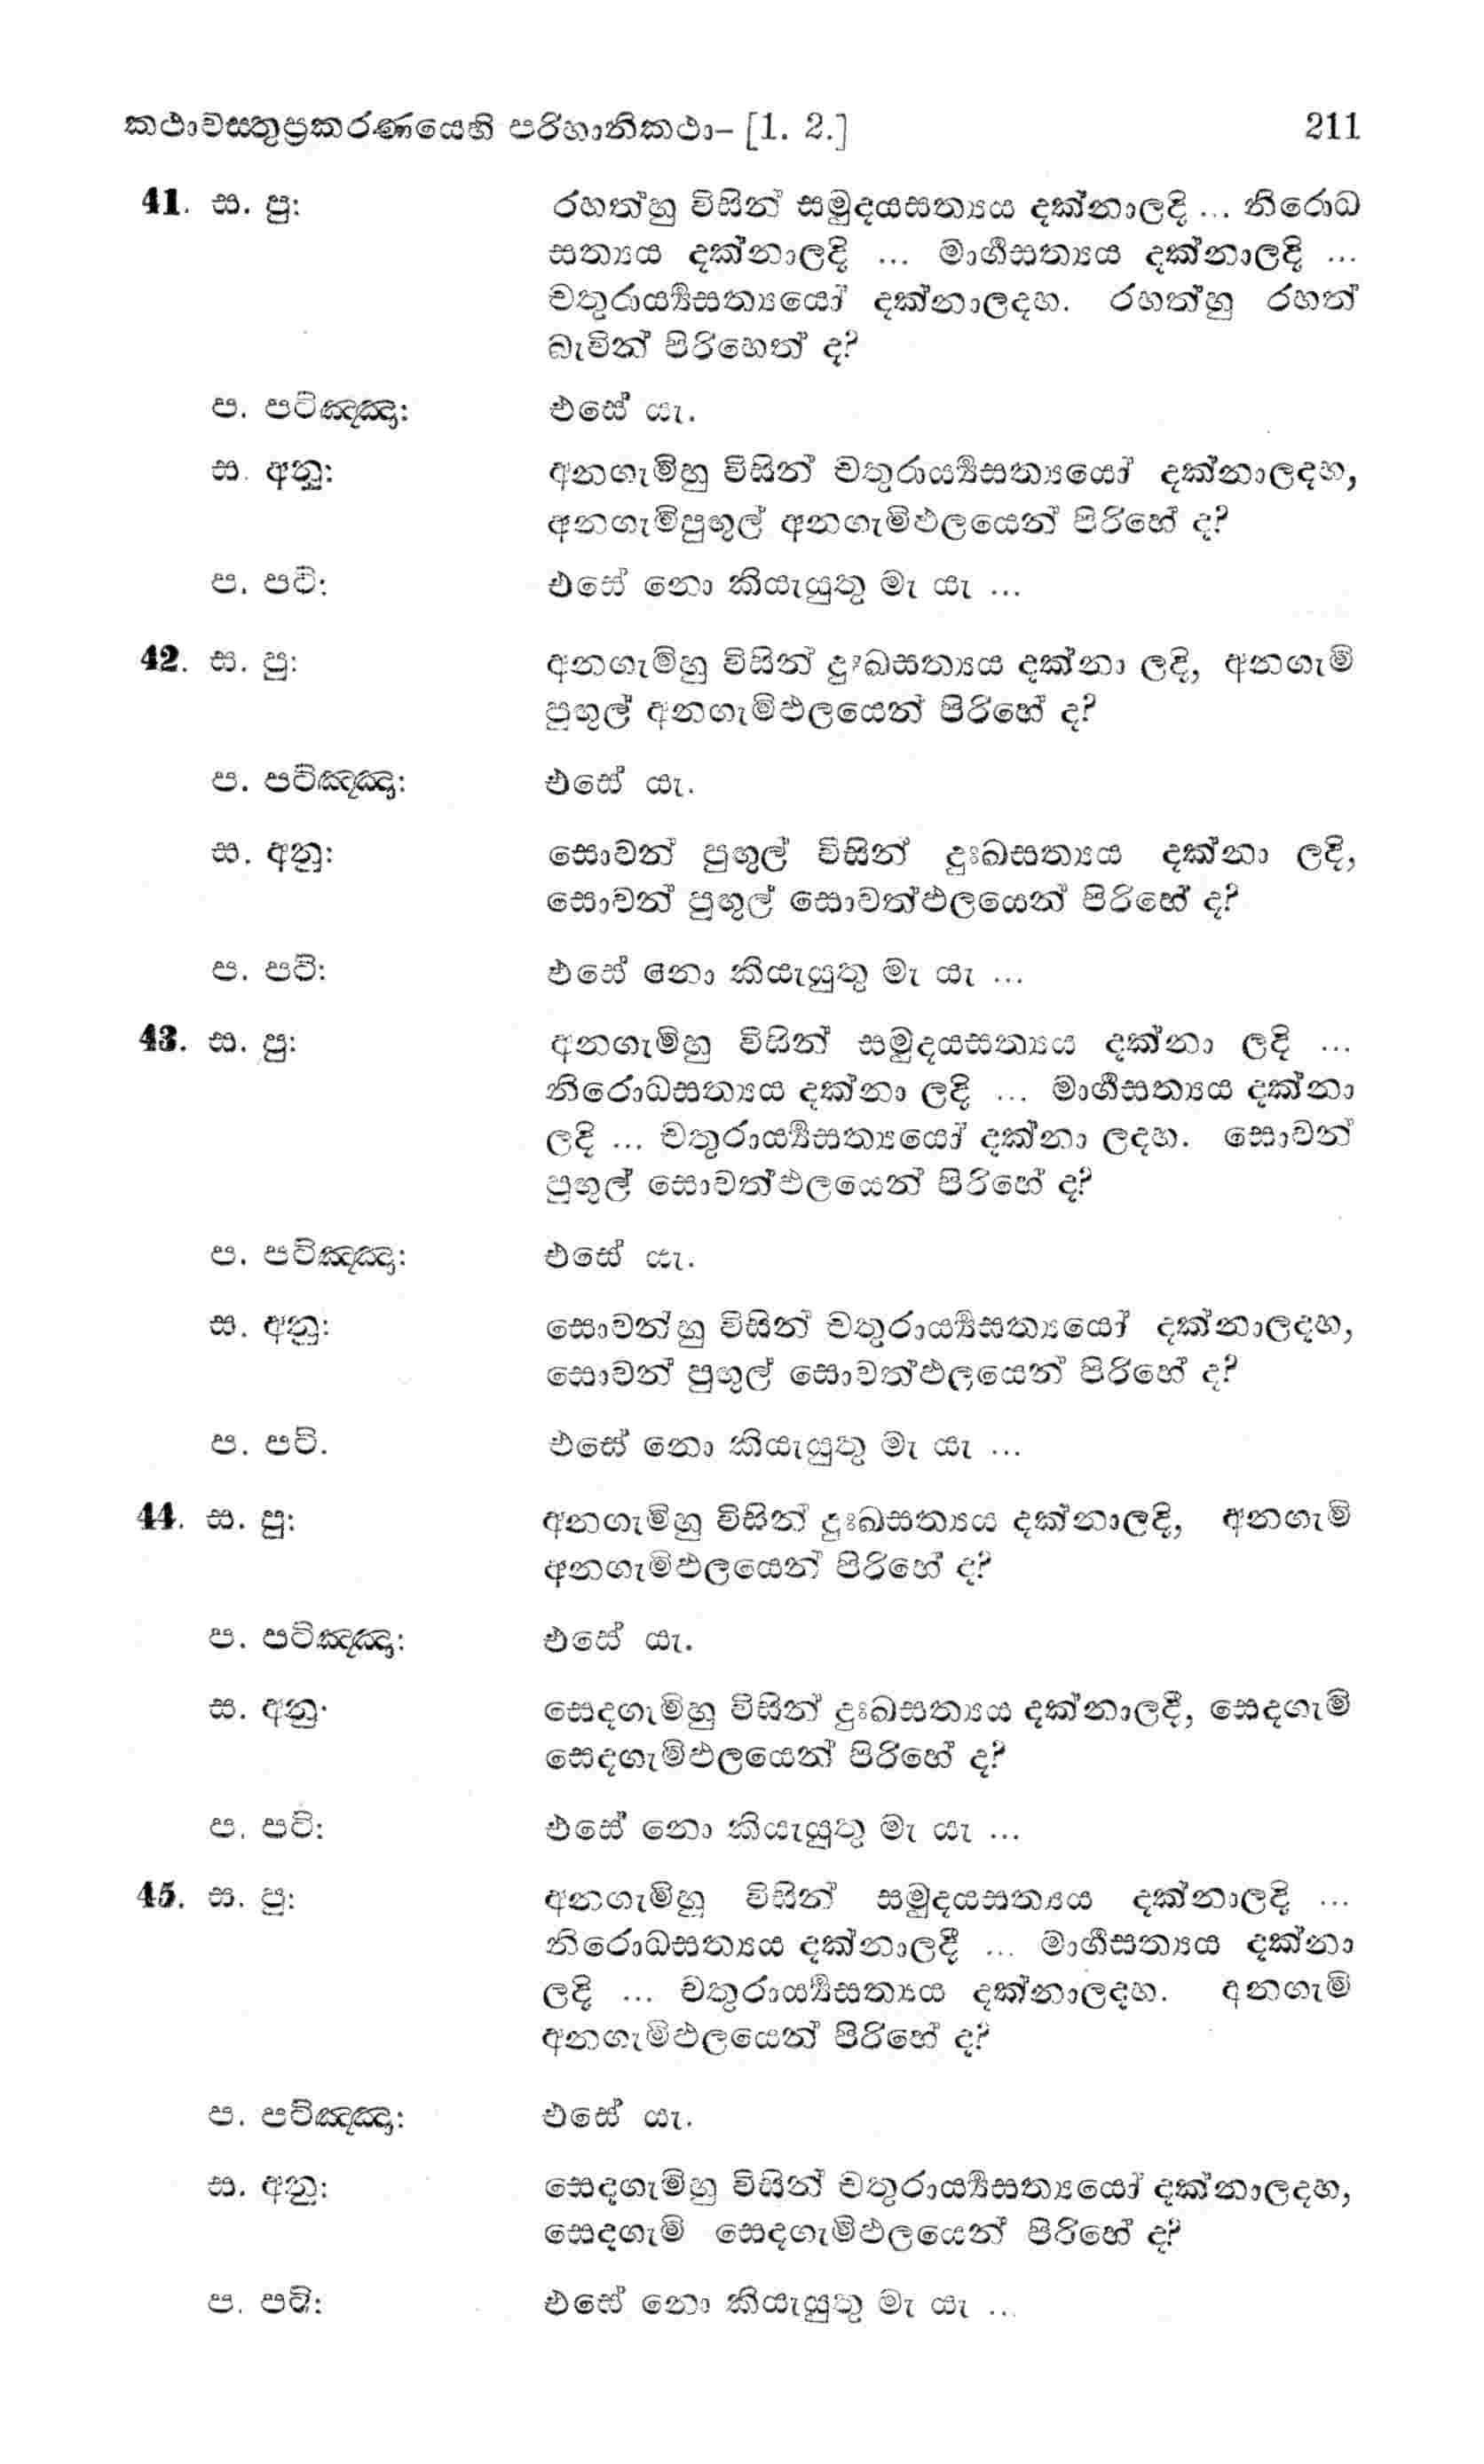 කථාවස්තුප්‍රකරණයෙහි පරිහානිකථා– [1. 2.] 211
41. ස. පු: රහත්හු විසින් සමුදයසත්‍යය දක්නාලදි ... නිරොධ
සත්‍යය දක්නාලදි ... මාර්‍ගසත්‍යය දක්නාලදි ...
චතුරාර්‍ය්‍යසත්‍යයෝ දක්නාලදහ. රහත්හු රහත්
බැවින් පිරිහෙත් ද?
ප. පටිඤ්ඤා: එසේ යැ.
ස. අනු: අනගැමිහු විසින් චතුරාර්‍ය්‍යසත්‍යයෝ දක්නාලදහ,
අනගැමිපුඟුල් අනගැමිඵලයෙන් පිරිහේ ද?
ප. පටි: එසේ නො කියැයුතු මැ යැ ...
42. ස. පු: අනගැමිහු විසින් දුඃඛසත්‍යය දක්නා ලදි, අනගැමි
පුඟුල් අනගැමිඵලයෙන් පිරිහේ ද?
ප. පටිඤ්ඤා: එසේ යැ.
ස. අනු: සොවන් පුඟුල් විසින් දුඃඛසත්‍යය දක්නා ලදි,
සොවන් පුඟුල් සොවන්ඵලයෙන් පිරිහේ ද?
ප. පටි: එසේ නො කියැයුතු මැ යැ ...
43. ස. පු: අනගැමිහු විසින් සමුදයසත්‍යය දක්නා ලදි ...
නිරොධසත්‍යය දක්නා ලදි ... මාර්‍ගසත්‍යය දක්නා
ලදි ... චතුරාර්‍ය්‍යසත්‍යයෝ දක්නා ලදහ. සොවන්
පුඟුල් සොවන්ඵලයෙන් පිරිහේ ද?
ප. පටිඤ්ඤා: එසේ යැ.
ස. අනු: සොවන්හු විසින් චතුරාර්‍ය්‍යසත්‍යයෝ දක්නාලදහ,
සොවන් පුඟුල් සොවන්ඵලයෙන් පිරිහේ ද?
ප. පටි. එසේ නො කියැයුතු මැ යැ ...
44. ස. පු: අනගැමිහු විසින් දුඃඛසත්‍යය දක්නාලදි, අනගැමි
අනගැමිඵලයෙන් පිරිහේ ද?
ප. පටිඤ්ඤා: එසේ යැ.
ස. අනු· සෙදගැමිහු විසින් දුඃඛසත්‍යය දක්නාලදී, සෙදගැමි
සෙදගැමිඵලයෙන් පිරිහේ ද?
ප. පටි: එසේ නො කියැයුතු මැ යැ ...
45. ස. පු: අනගැමිහු විසින් සමුදයසත්‍යය දක්නාලදි ...
නිරොධසත්‍යය දක්නාලදී ... මාර්‍ගසත්‍යය දක්නා
ලදි ... චතුරාර්‍ය්‍යසත්‍යය දක්නාලදහ. අනගැමි
අනගැමිඵලයෙන් පිරිහේ ද?
ප. පටිඤ්ඤා: එසේ යැ.
ස. අනු: සෙදගැමිහු විසින් චතුරාර්‍ය්‍යසත්‍යයෝ දක්නාලදහ,
සෙදගැමි සෙදගැමිඵලයෙන් පිරිහේ ද?
ප. පටි: එසේ නො කියැයුතු මැ යැ ...